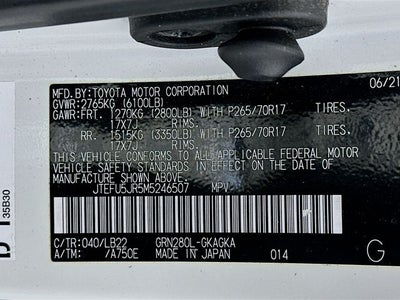 MFD.BY:TOYOTA MOTOR CORPORATION 06/21
GVWR:2765KG (6100LB)
GAWR:FRT. 1270KG (2800LB) WITH P265/70R17 TIRES.
17X7J RIMS.
RR. 1515KG (3350LB) WITH P265/70R17 TIRES.
17X7J RIMS.
THIS VEHICLE CONFORMS TO ALL APPLICABLE FEDERAL MOTOR
VEHICLE SAFETY STANDARDS IN EFFECT ON THE DATE OF
MANUFACTURE SHOWN ABOVE.
JTEFU5JR5M5246507 MPV
C/TR:040/LB22 GRN280L-GKAGKA
A/TM: /A750E MADE IN JAPAN 014 G
35B30